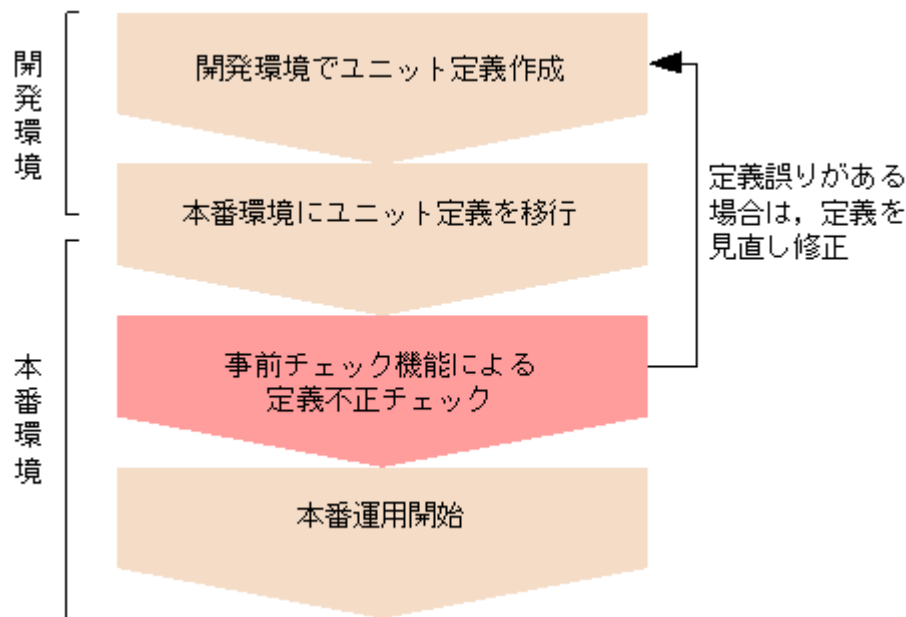 開発環境
開発環境でユニット定義作成
本番環境にユニット定義を移行
定義誤りがある
場合は，定義を
見直し修正
本番環境
事前チェック機能による
定義不正チェック
本番運用開始